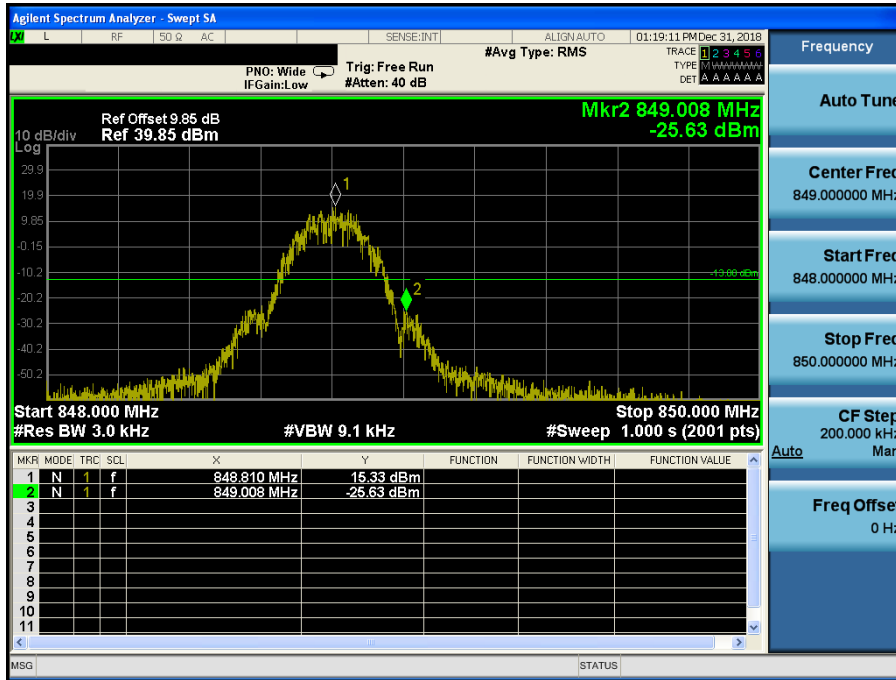 Agilent Spectrum Analyzer - Swept SA
LXI L RF 50 Ω AC SENSE:INT ALIGN AUTO 01:19:11 PM Dec 31, 2018
#Avg Type: RMS TRACE 1 2 3 4 5 6
PNO: Wide Trig: Free Run TYPE M W W W W W
IFGain:Low #Atten: 40 dB DET A A A A A A
Mkr2 849.008 MHz
Ref Offset 9.85 dB
10 dB/div Ref 39.85 dBm -25.63 dBm
Log
29.9
1
19.9
9.85
-0.15
-10.2 -13.00 dBm
2
-20.2
-30.2
-40.2
-50.2
Start 848.000 MHz Stop 850.000 MHz
#Res BW 3.0 kHz #VBW 9.1 kHz #Sweep 1.000 s (2001 pts)
MKR MODE TRC SCL X Y FUNCTION FUNCTION WIDTH FUNCTION VALUE
1 N 1 f 848.810 MHz 15.33 dBm
2 N 1 f 849.008 MHz -25.63 dBm
3
4
5
6
7
8
9
10
11
MSG STATUS
Frequency
Auto Tune
Center Freq
849.000000 MHz
Start Freq
848.000000 MHz
Stop Freq
850.000000 MHz
CF Step
200.000 kHz
Auto Man
Freq Offset
0 Hz